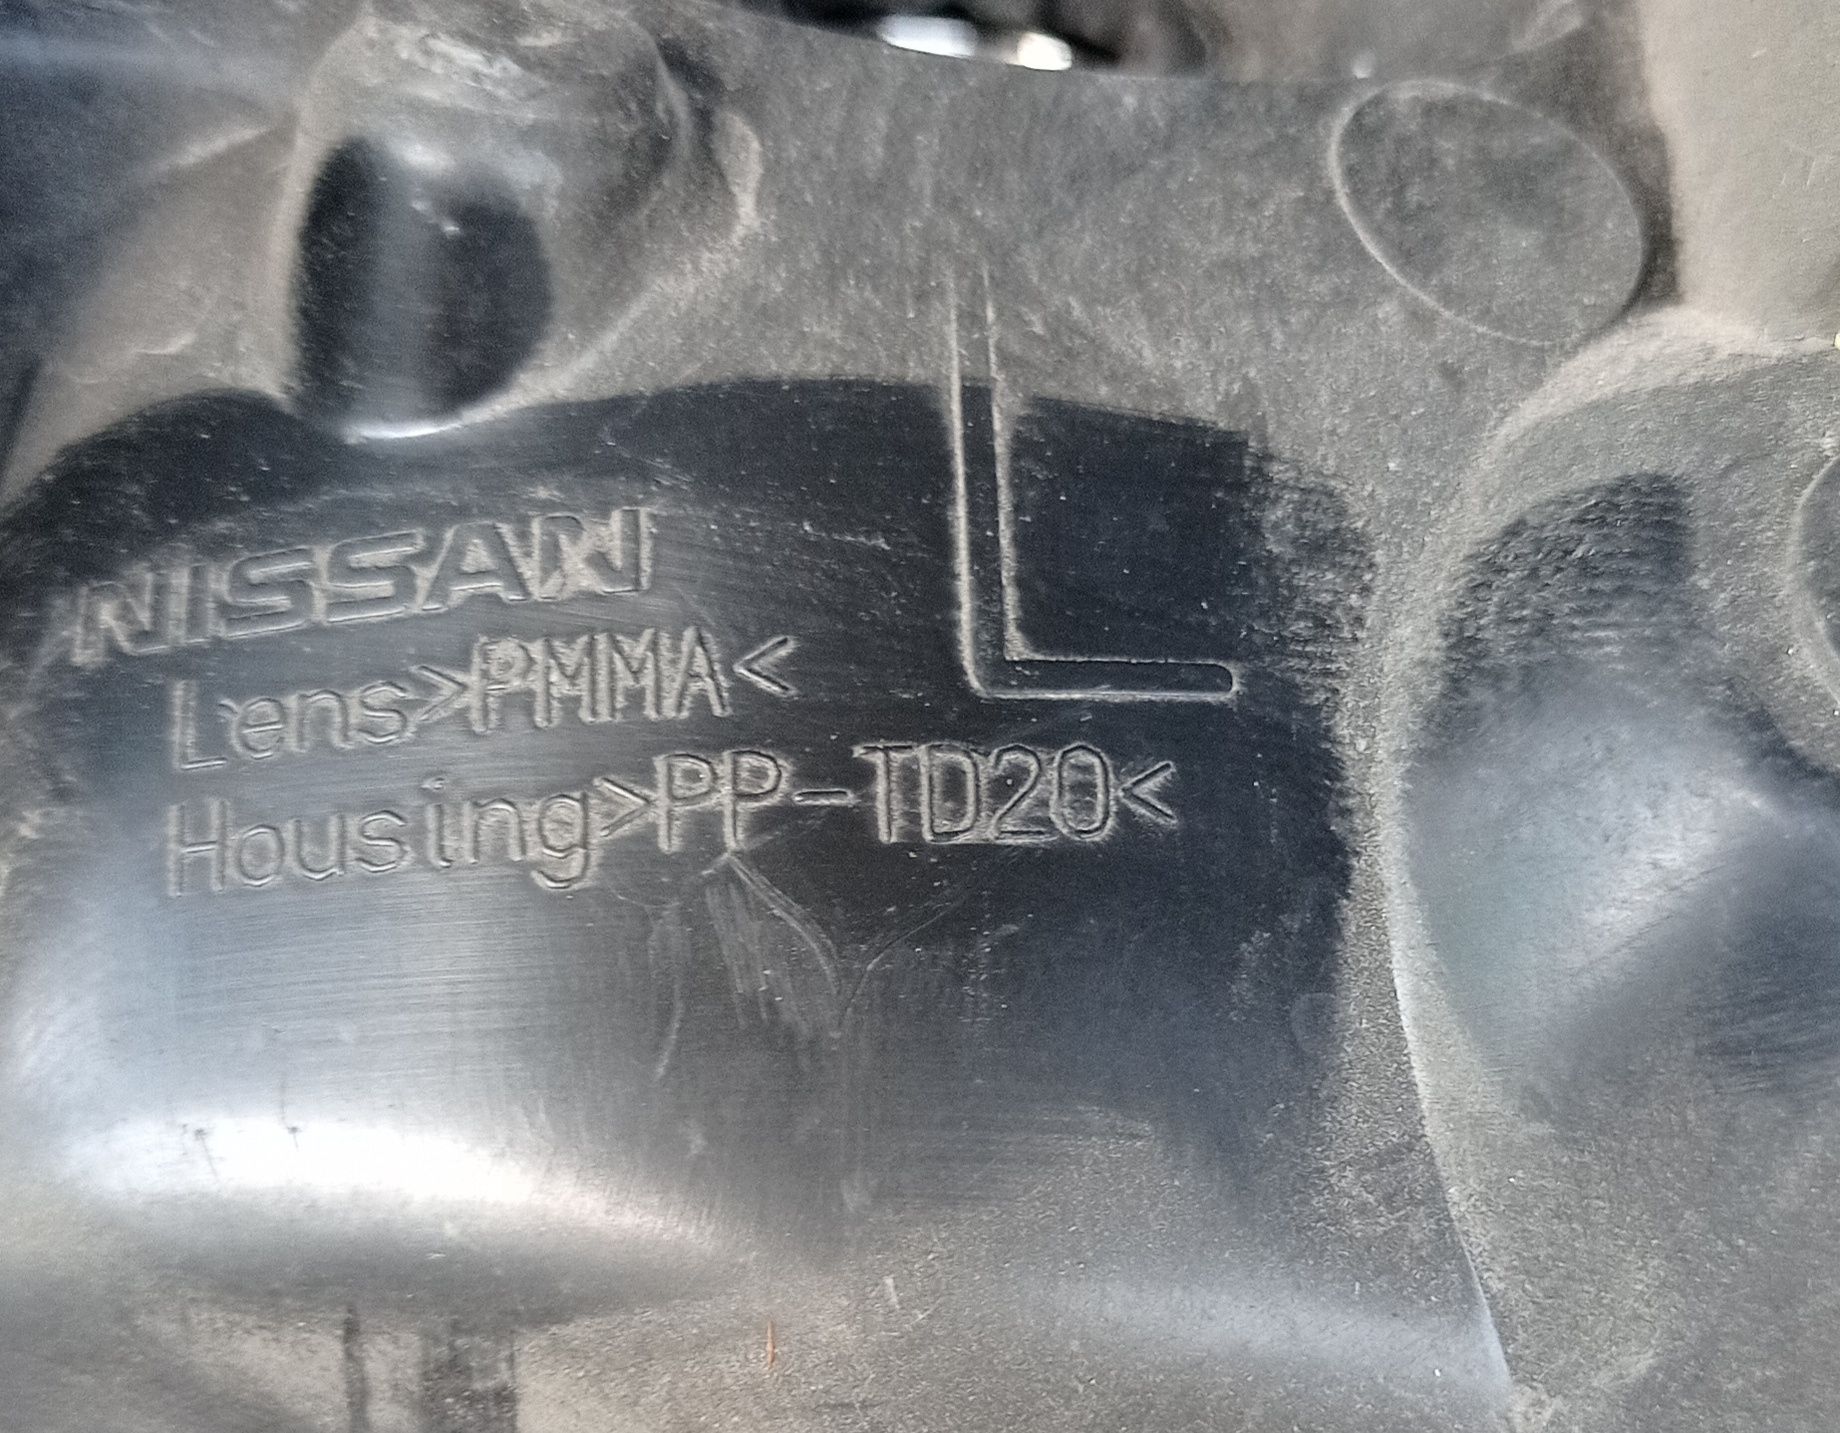 NISSAN
L
Lens>PMMA<
Housing>PP-TD20<